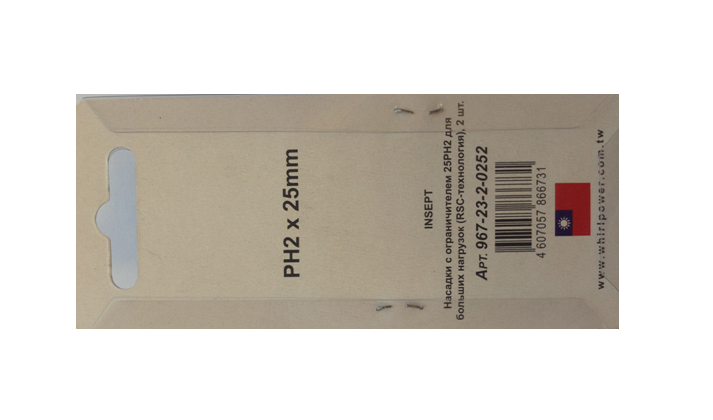 PH2 x 25mm
INSEPT
Насадки с ограничителем 25PH2 для
больших нагрузок (RSC-технология), 2 шт.
Арт. 967-23-2-0252
4 607057 866731
www.whirlpower.com.tw